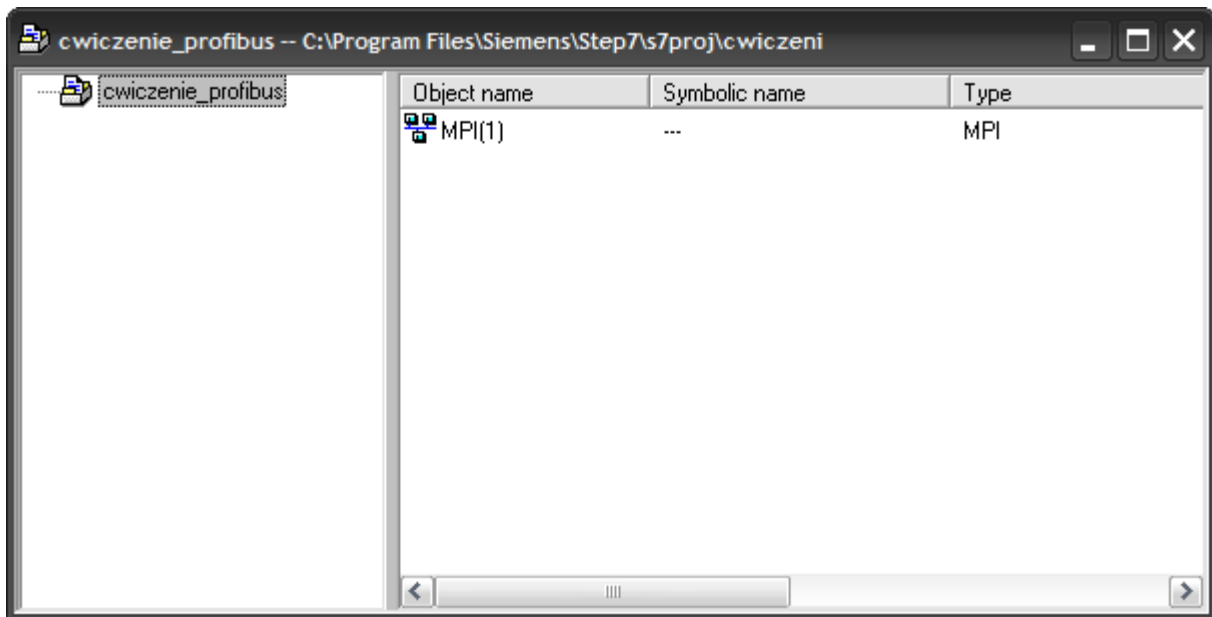 cwiczenie_profibus -- C:\Program Files\Siemens\Step7\s7proj\cwiczeni
cwiczenie_profibus
Object name Symbolic name Type
MPI(1) --- MPI